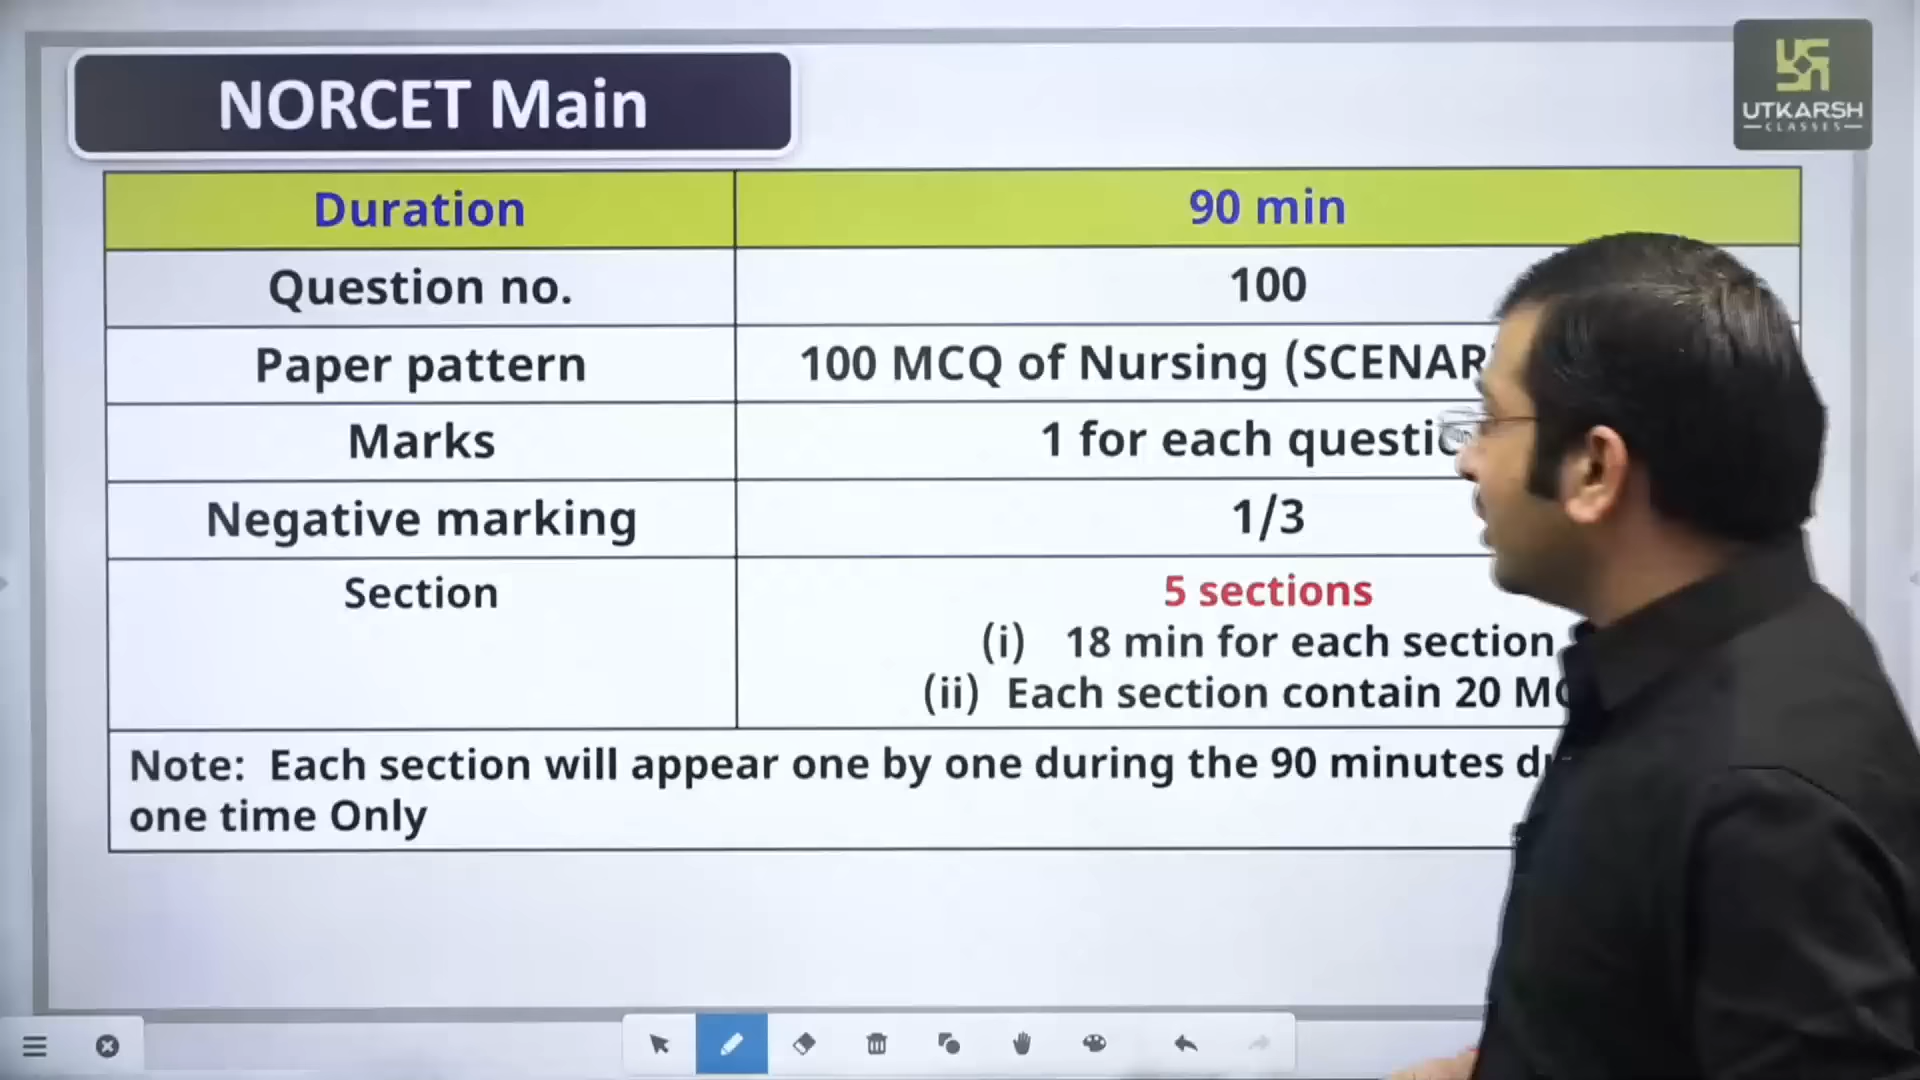 NORCET Main
UTKARSH
CLASSES
Duration
90 min
Question no.
100
Paper pattern
100 MCQ of Nursing
Marks
1 for each
Negative marking
1/3
Section
5 sections
(i) 18 min for each section
(ii) Each section contain 20
Note: Each section will appear one by one during the 90 minutes
one time Only